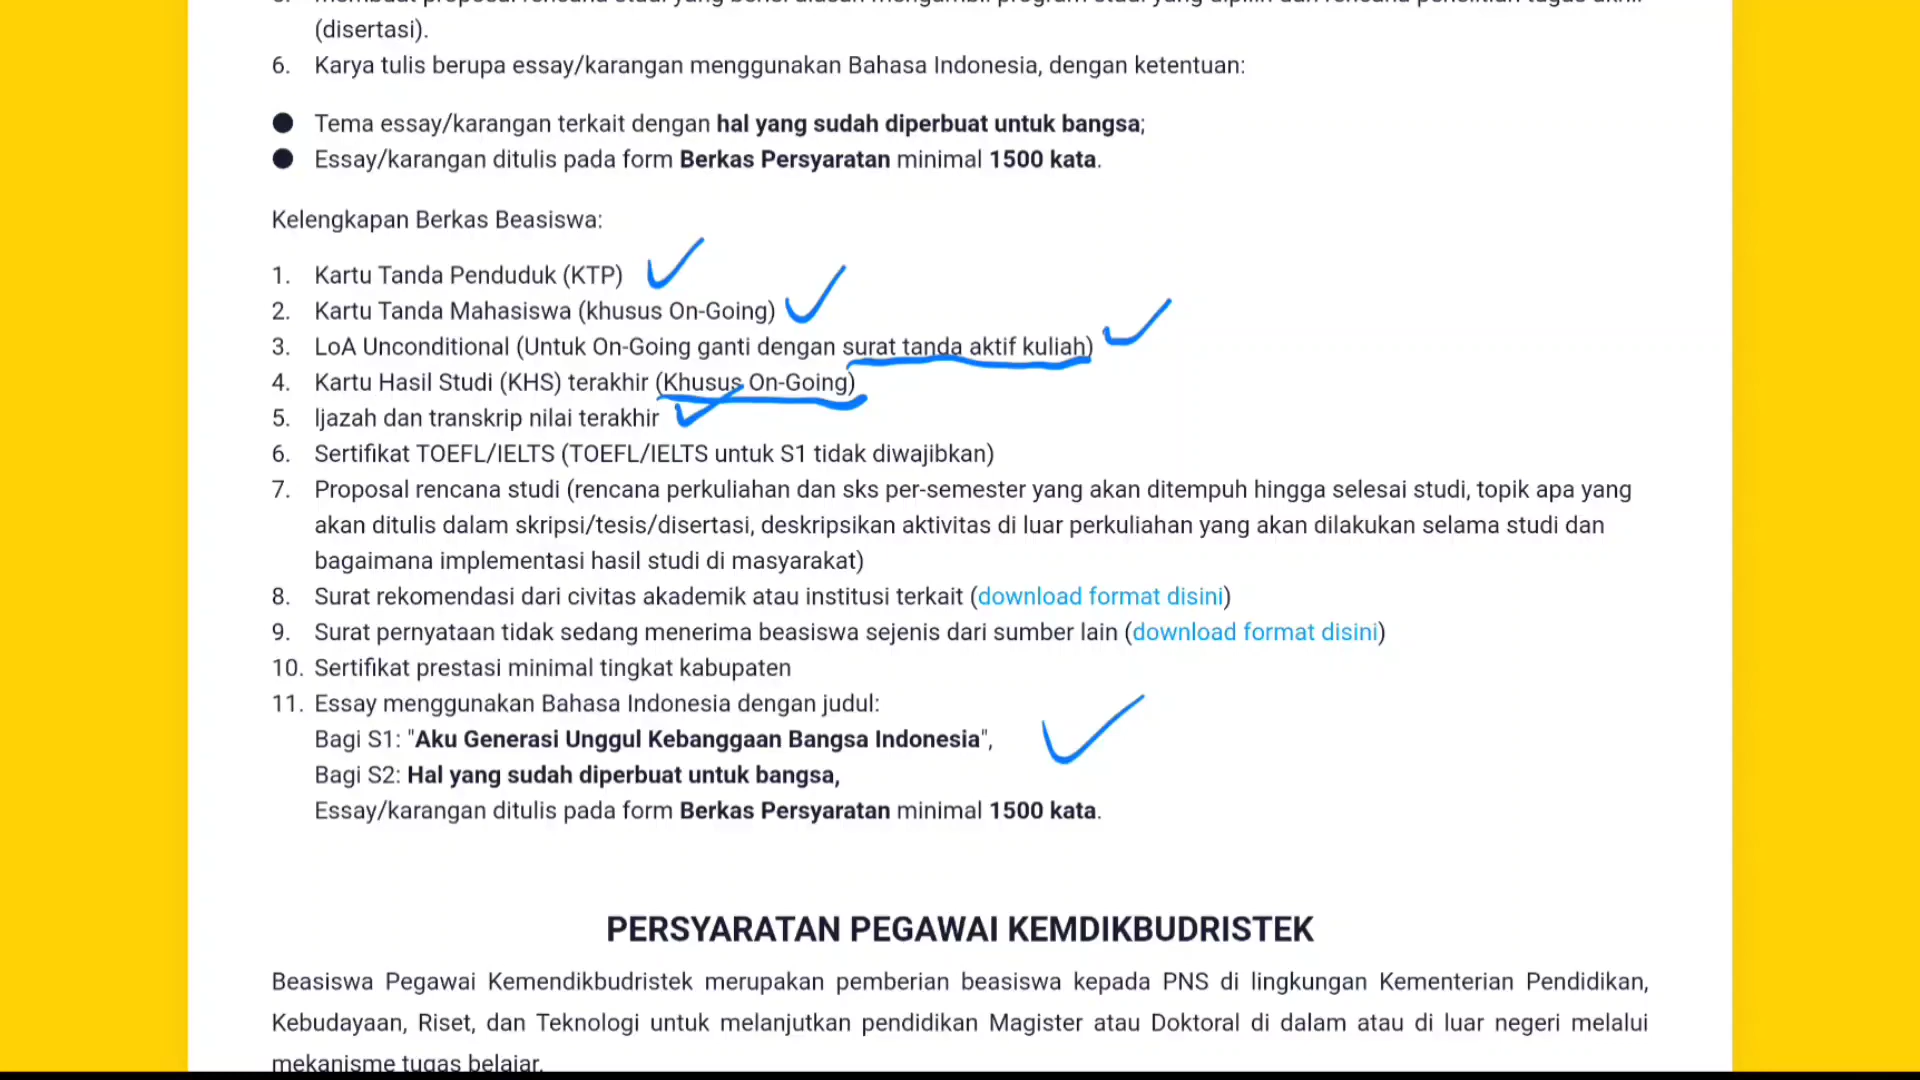 (disertasi).
6. Karya tulis berupa essay/karangan menggunakan Bahasa Indonesia, dengan ketentuan:
● Tema essay/karangan terkait dengan hal yang sudah diperbuat untuk bangsa;
● Essay/karangan ditulis pada form Berkas Persyaratan minimal 1500 kata.
Kelengkapan Berkas Beasiswa:
1. Kartu Tanda Penduduk (KTP)
2. Kartu Tanda Mahasiswa (khusus On-Going)
3. LoA Unconditional (Untuk On-Going ganti dengan surat tanda aktif kuliah)
4. Kartu Hasil Studi (KHS) terakhir (Khusus On-Going)
5. Ijazah dan transkrip nilai terakhir
6. Sertifikat TOEFL/IELTS (TOEFL/IELTS untuk S1 tidak diwajibkan)
7. Proposal rencana studi (rencana perkuliahan dan sks per-semester yang akan ditempuh hingga selesai studi, topik apa yang
akan ditulis dalam skripsi/tesis/disertasi, deskripsikan aktivitas di luar perkuliahan yang akan dilakukan selama studi dan
bagaimana implementasi hasil studi di masyarakat)
8. Surat rekomendasi dari civitas akademik atau institusi terkait (download format disini)
9. Surat pernyataan tidak sedang menerima beasiswa sejenis dari sumber lain (download format disini)
10. Sertifikat prestasi minimal tingkat kabupaten
11. Essay menggunakan Bahasa Indonesia dengan judul:
Bagi S1: "Aku Generasi Unggul Kebanggaan Bangsa Indonesia",
Bagi S2: Hal yang sudah diperbuat untuk bangsa,
Essay/karangan ditulis pada form Berkas Persyaratan minimal 1500 kata.
PERSYARATAN PEGAWAI KEMDIKBUDRISTEK
Beasiswa Pegawai Kemendikbudristek merupakan pemberian beasiswa kepada PNS di lingkungan Kementerian Pendidikan,
Kebudayaan, Riset, dan Teknologi untuk melanjutkan pendidikan Magister atau Doktoral di dalam atau di luar negeri melalui
mekanisme tugas belajar.